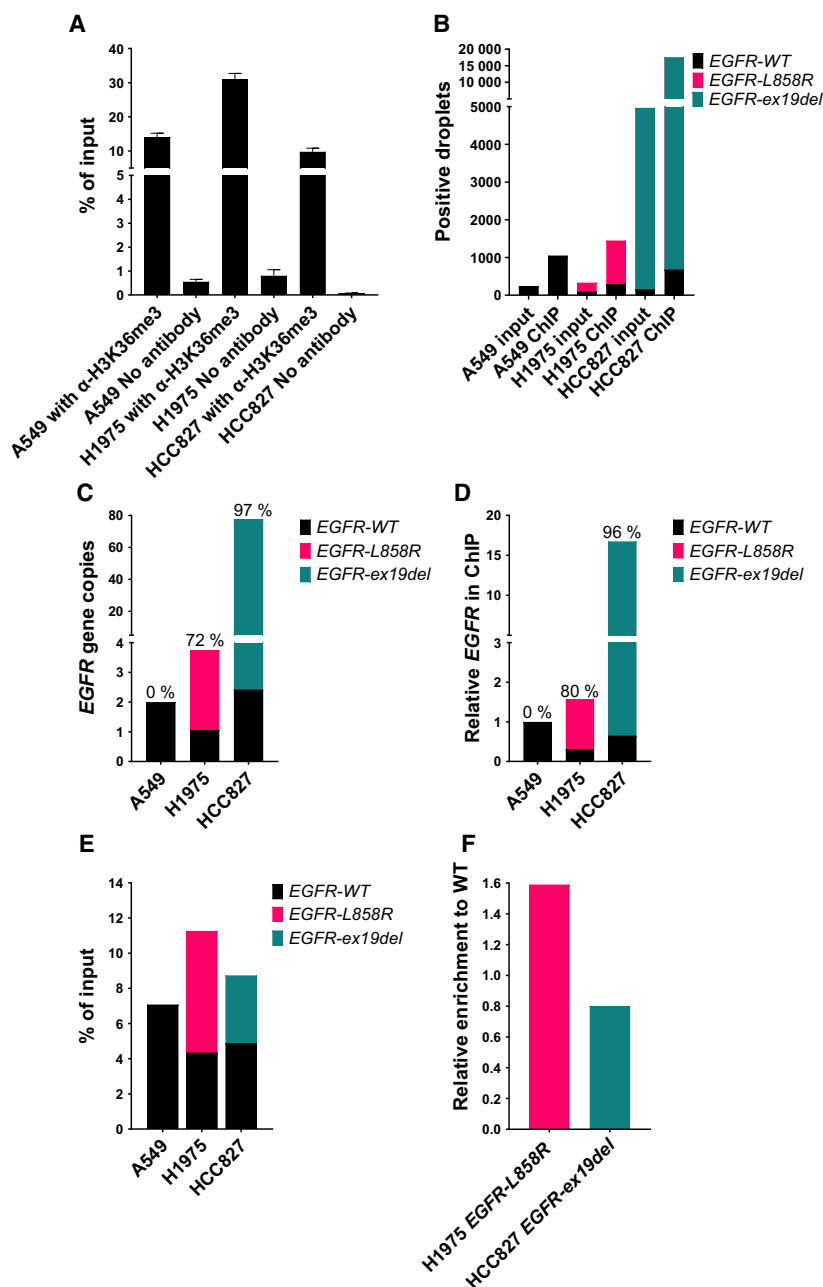 A
% of input
40
30
20
10
5
4
3
2
1
0
A549 with α-H3K36me3
A549 No antibody
H1975 with α-H3K36me3
H1975 No antibody
HCC827 with α-H3K36me3
HCC827 No antibody
B
Positive droplets
20 000
15 000
10 000
5000
4000
3000
2000
1000
0
A549 input
A549 ChIP
H1975 input
H1975 ChIP
HCC827 input
HCC827 ChIP
EGFR-WT
EGFR-L858R
EGFR-ex19del
C
EGFR gene copies
80
60
40
20
4
3
2
1
0
0 %
72 %
97 %
A549
H1975
HCC827
EGFR-WT
EGFR-L858R
EGFR-ex19del
D
Relative EGFR in ChIP
20
15
10
5
3
2
1
0
0 %
80 %
96 %
A549
H1975
HCC827
EGFR-WT
EGFR-L858R
EGFR-ex19del
E
% of input
14
12
10
8
6
4
2
0
A549
H1975
HCC827
EGFR-WT
EGFR-L858R
EGFR-ex19del
F
Relative enrichment to WT
1.6
1.4
1.2
1.0
0.8
0.6
0.4
0.2
0.0
H1975 EGFR-L858R
HCC827 EGFR-ex19del